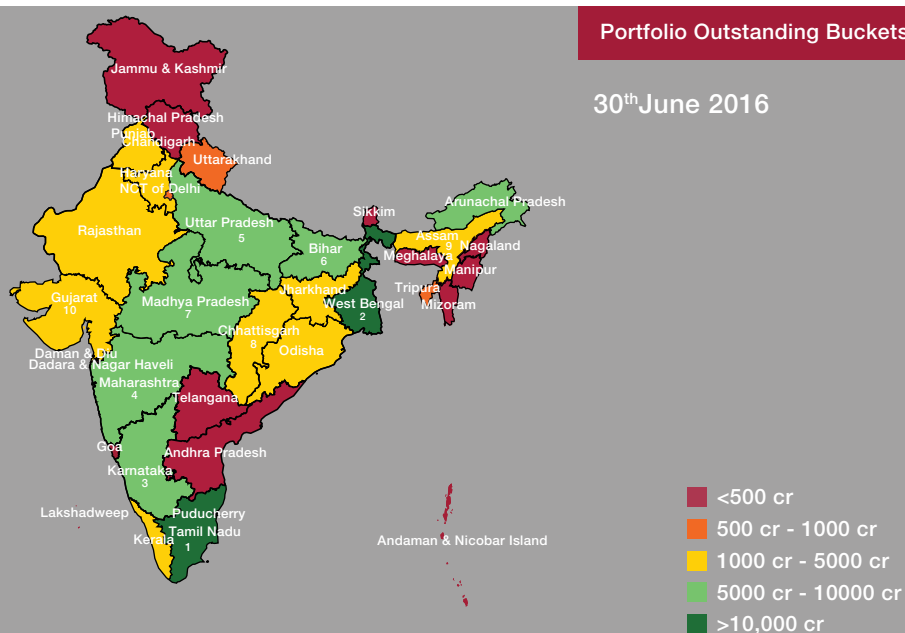 Portfolio Outstanding Buckets
30th June 2016
Jammu & Kashmir
Himachal Pradesh
Punjab
Chandigarh
Uttarakhand
Haryana
NCT of Delhi
Rajasthan
Uttar Pradesh
5
Bihar
6
Sikkim
Arunachal Pradesh
Assam
9
Nagaland
Meghalaya
Manipur
Tripura
Mizoram
Gujarat
10
Madhya Pradesh
7
Jharkhand
West Bengal
2
Chhattisgarh
8
Odisha
Daman & Diu
Dadara & Nagar Haveli
Maharashtra
4
Telangana
Goa
Andhra Pradesh
Karnataka
3
Lakshadweep
Puducherry
Tamil Nadu
1
Kerala
Andaman & Nicobar Island
<500 cr
500 cr - 1000 cr
1000 cr - 5000 cr
5000 cr - 10000 cr
>10,000 cr